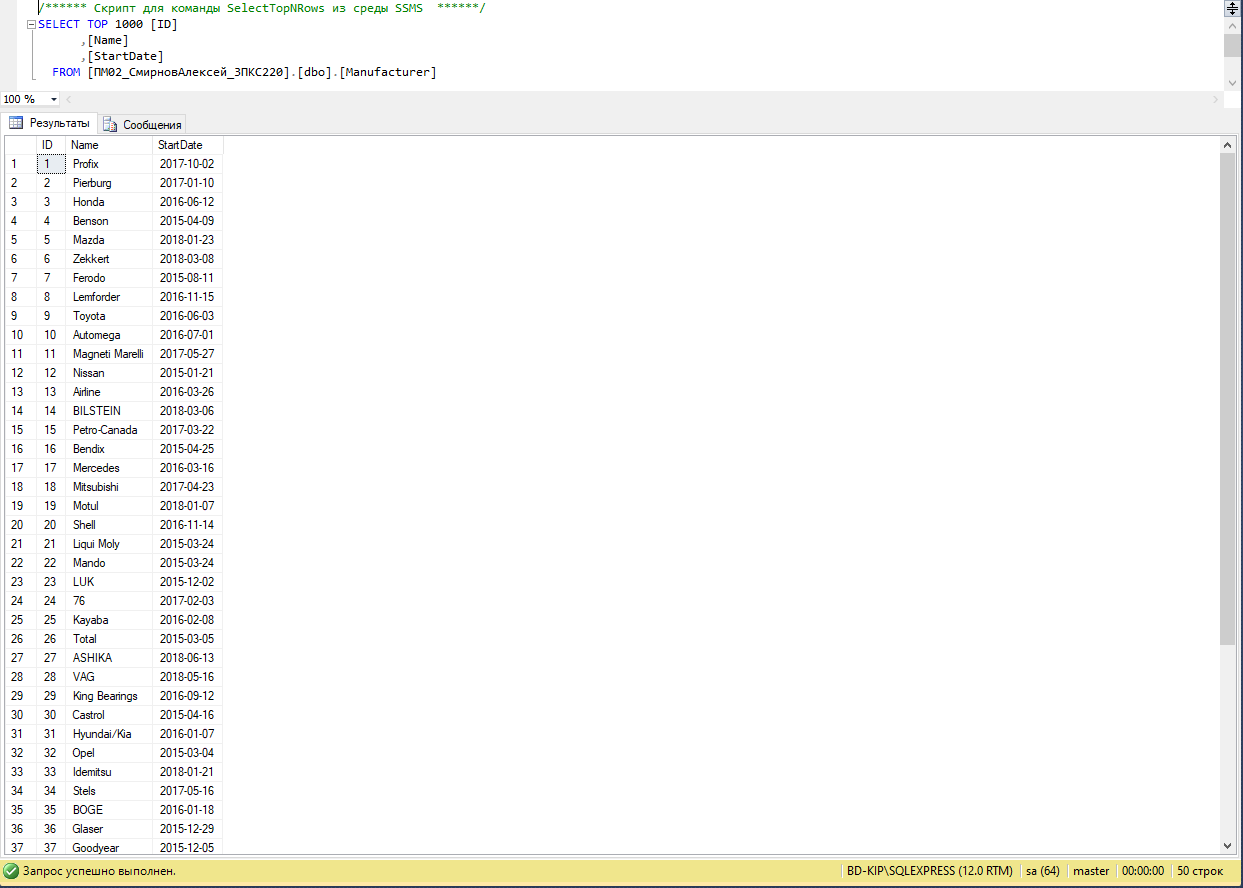 /****** Скрипт для команды SelectTopNRows из среды SSMS  ******/
SELECT TOP 1000 [ID]
,[Name]
,[StartDate]
FROM [ПМ02_СмирновАлексей_3ПКС220].[dbo].[Manufacturer]
100 %
Результаты Сообщения
ID Name StartDate
1 1 Profix 2017-10-02
2 2 Pierburg 2017-01-10
3 3 Honda 2016-06-12
4 4 Benson 2015-04-09
5 5 Mazda 2018-01-23
6 6 Zekkert 2018-03-08
7 7 Ferodo 2015-08-11
8 8 Lemforder 2016-11-15
9 9 Toyota 2016-06-03
10 10 Automega 2016-07-01
11 11 Magneti Marelli 2017-05-27
12 12 Nissan 2015-01-21
13 13 Airline 2016-03-26
14 14 BILSTEIN 2018-03-06
15 15 Petro-Canada 2017-03-22
16 16 Bendix 2015-04-25
17 17 Mercedes 2016-03-16
18 18 Mitsubishi 2017-04-23
19 19 Motul 2018-01-07
20 20 Shell 2016-11-14
21 21 Liqui Moly 2015-03-24
22 22 Mando 2015-03-24
23 23 LUK 2015-12-02
24 24 76 2017-02-03
25 25 Kayaba 2016-02-08
26 26 Total 2015-03-05
27 27 ASHIKA 2018-06-13
28 28 VAG 2018-05-16
29 29 King Bearings 2016-09-12
30 30 Castrol 2015-04-16
31 31 Hyundai/Kia 2016-01-07
32 32 Opel 2015-03-04
33 33 Idemitsu 2018-01-21
34 34 Stels 2017-05-16
35 35 BOGE 2016-01-18
36 36 Glaser 2015-12-29
37 37 Goodyear 2015-12-05
Запрос успешно выполнен. BD-KIP\SQLEXPRESS (12.0 RTM) sa (64) master 00:00:00 50 строк